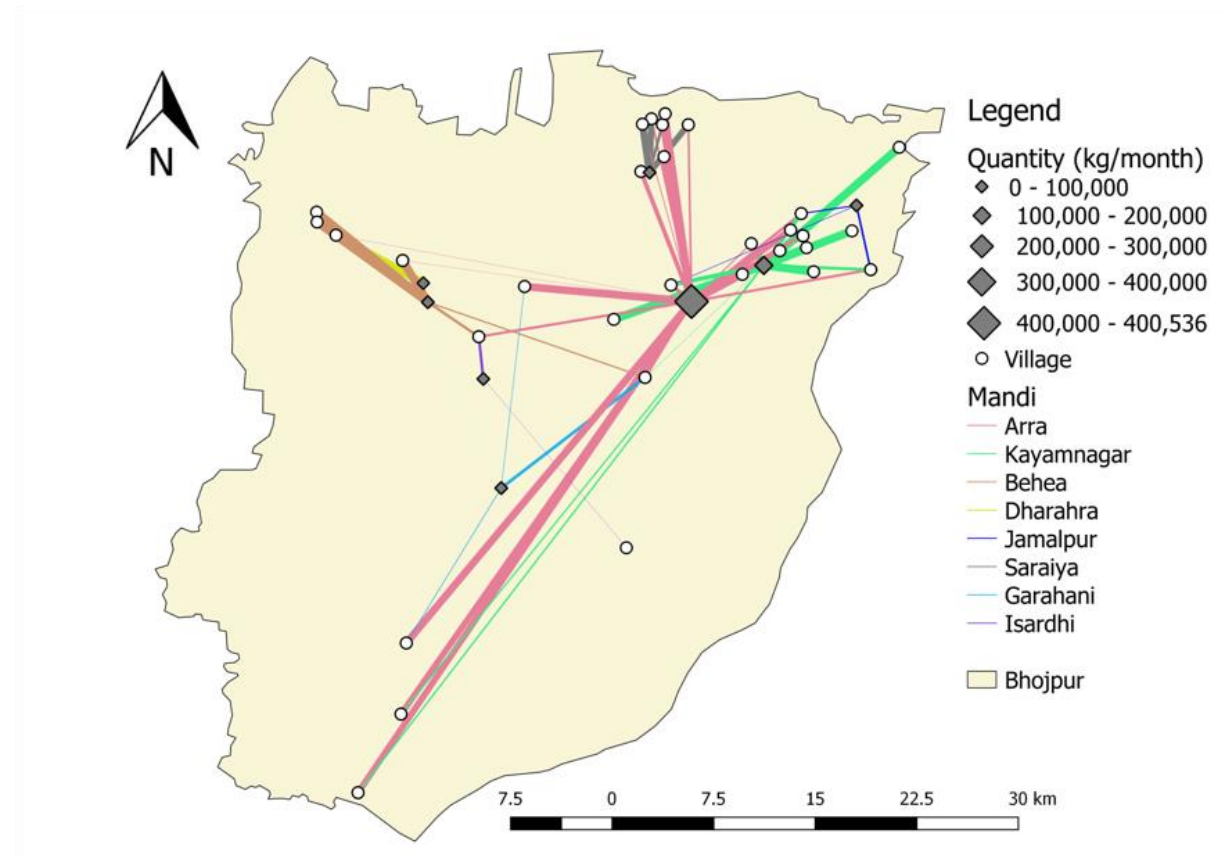 N
Legend
Quantity (kg/month)
0 - 100,000
100,000 - 200,000
200,000 - 300,000
300,000 - 400,000
400,000 - 400,536
Village
Mandi
Arra
Kayamnagar
Behea
Dharahra
Jamalpur
Saraiya
Garahani
Isardhi
Bhojpur
7.5 0 7.5 15 22.5 30 km